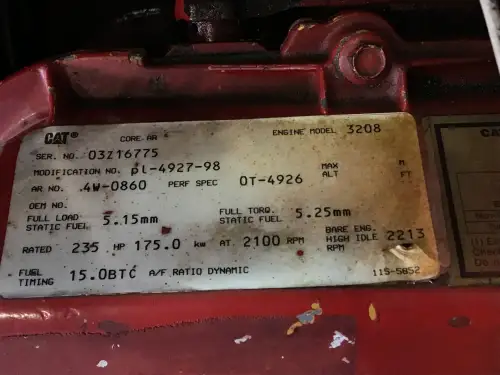 CAT® CORE-AR ENGINE MODEL 3208
SER. NO. 03Z16775
MODIFICATION NO. pl-4927-98 MAX ALT M FT
AR NO. 4W-0860 PERF SPEC OT-4926
OEM NO.
FULL LOAD STATIC FUEL 5.15mm FULL TORQ. STATIC FUEL 5.25mm
RATED 235 HP 175.0 kw AT 2100 RPM BARE ENG. HIGH IDLE RPM 2213
FUEL TIMING 15.0BTC A/F RATIO DYNAMIC 11S-5852